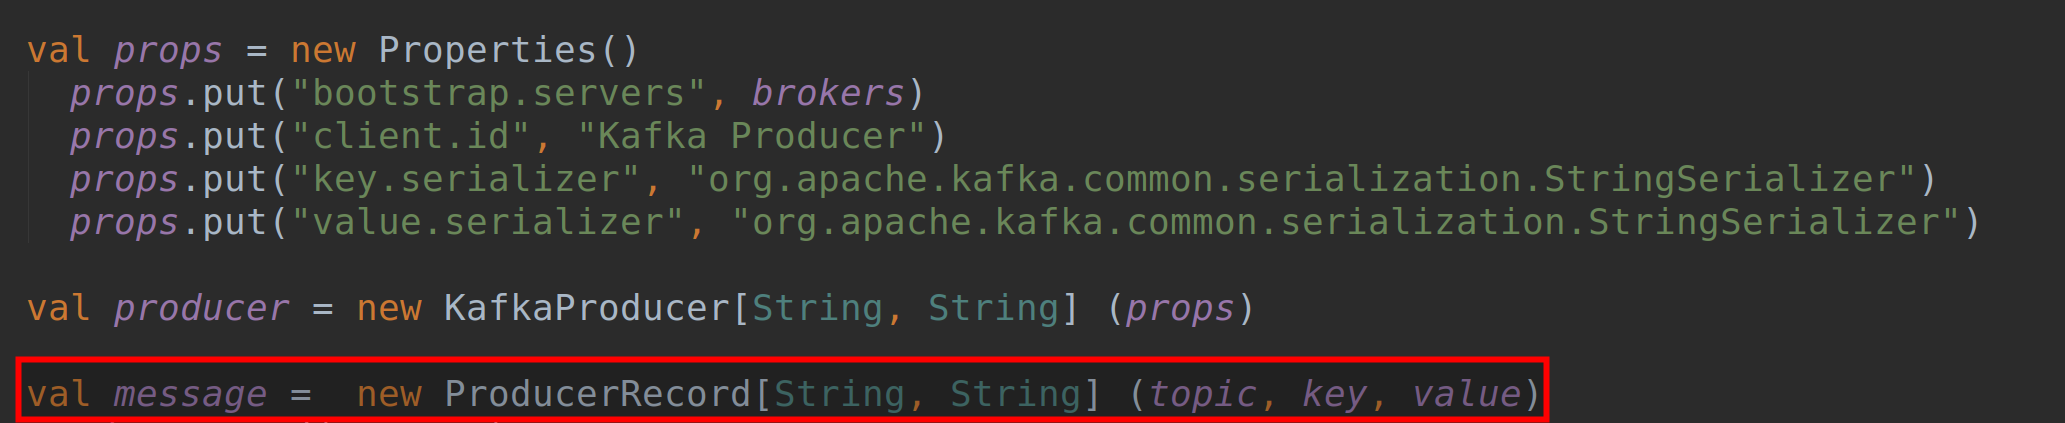 val props = new Properties()
props.put("bootstrap.servers", brokers)
props.put("client.id", "Kafka Producer")
props.put("key.serializer", "org.apache.kafka.common.serialization.StringSerializer")
props.put("value.serializer", "org.apache.kafka.common.serialization.StringSerializer")
val producer = new KafkaProducer[String, String] (props)
val message =  new ProducerRecord[String, String] (topic, key, value)